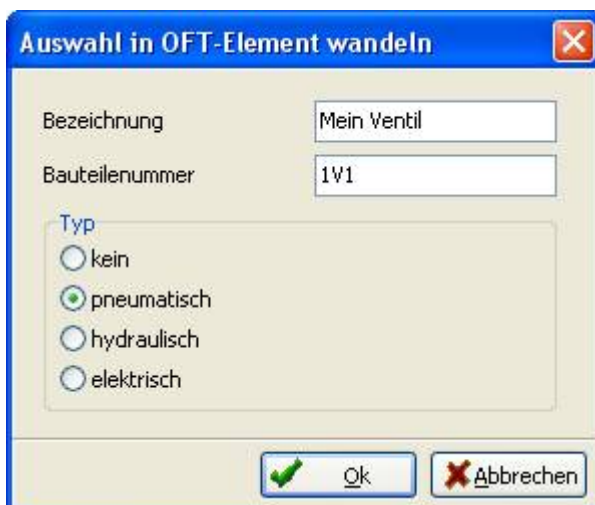 Auswahl in OFT-Element wandeln
Bezeichnung Mein Ventil
Bauteilenummer 1V1
Typ
kein
pneumatisch
hydraulisch
elektrisch
Ok Abbrechen